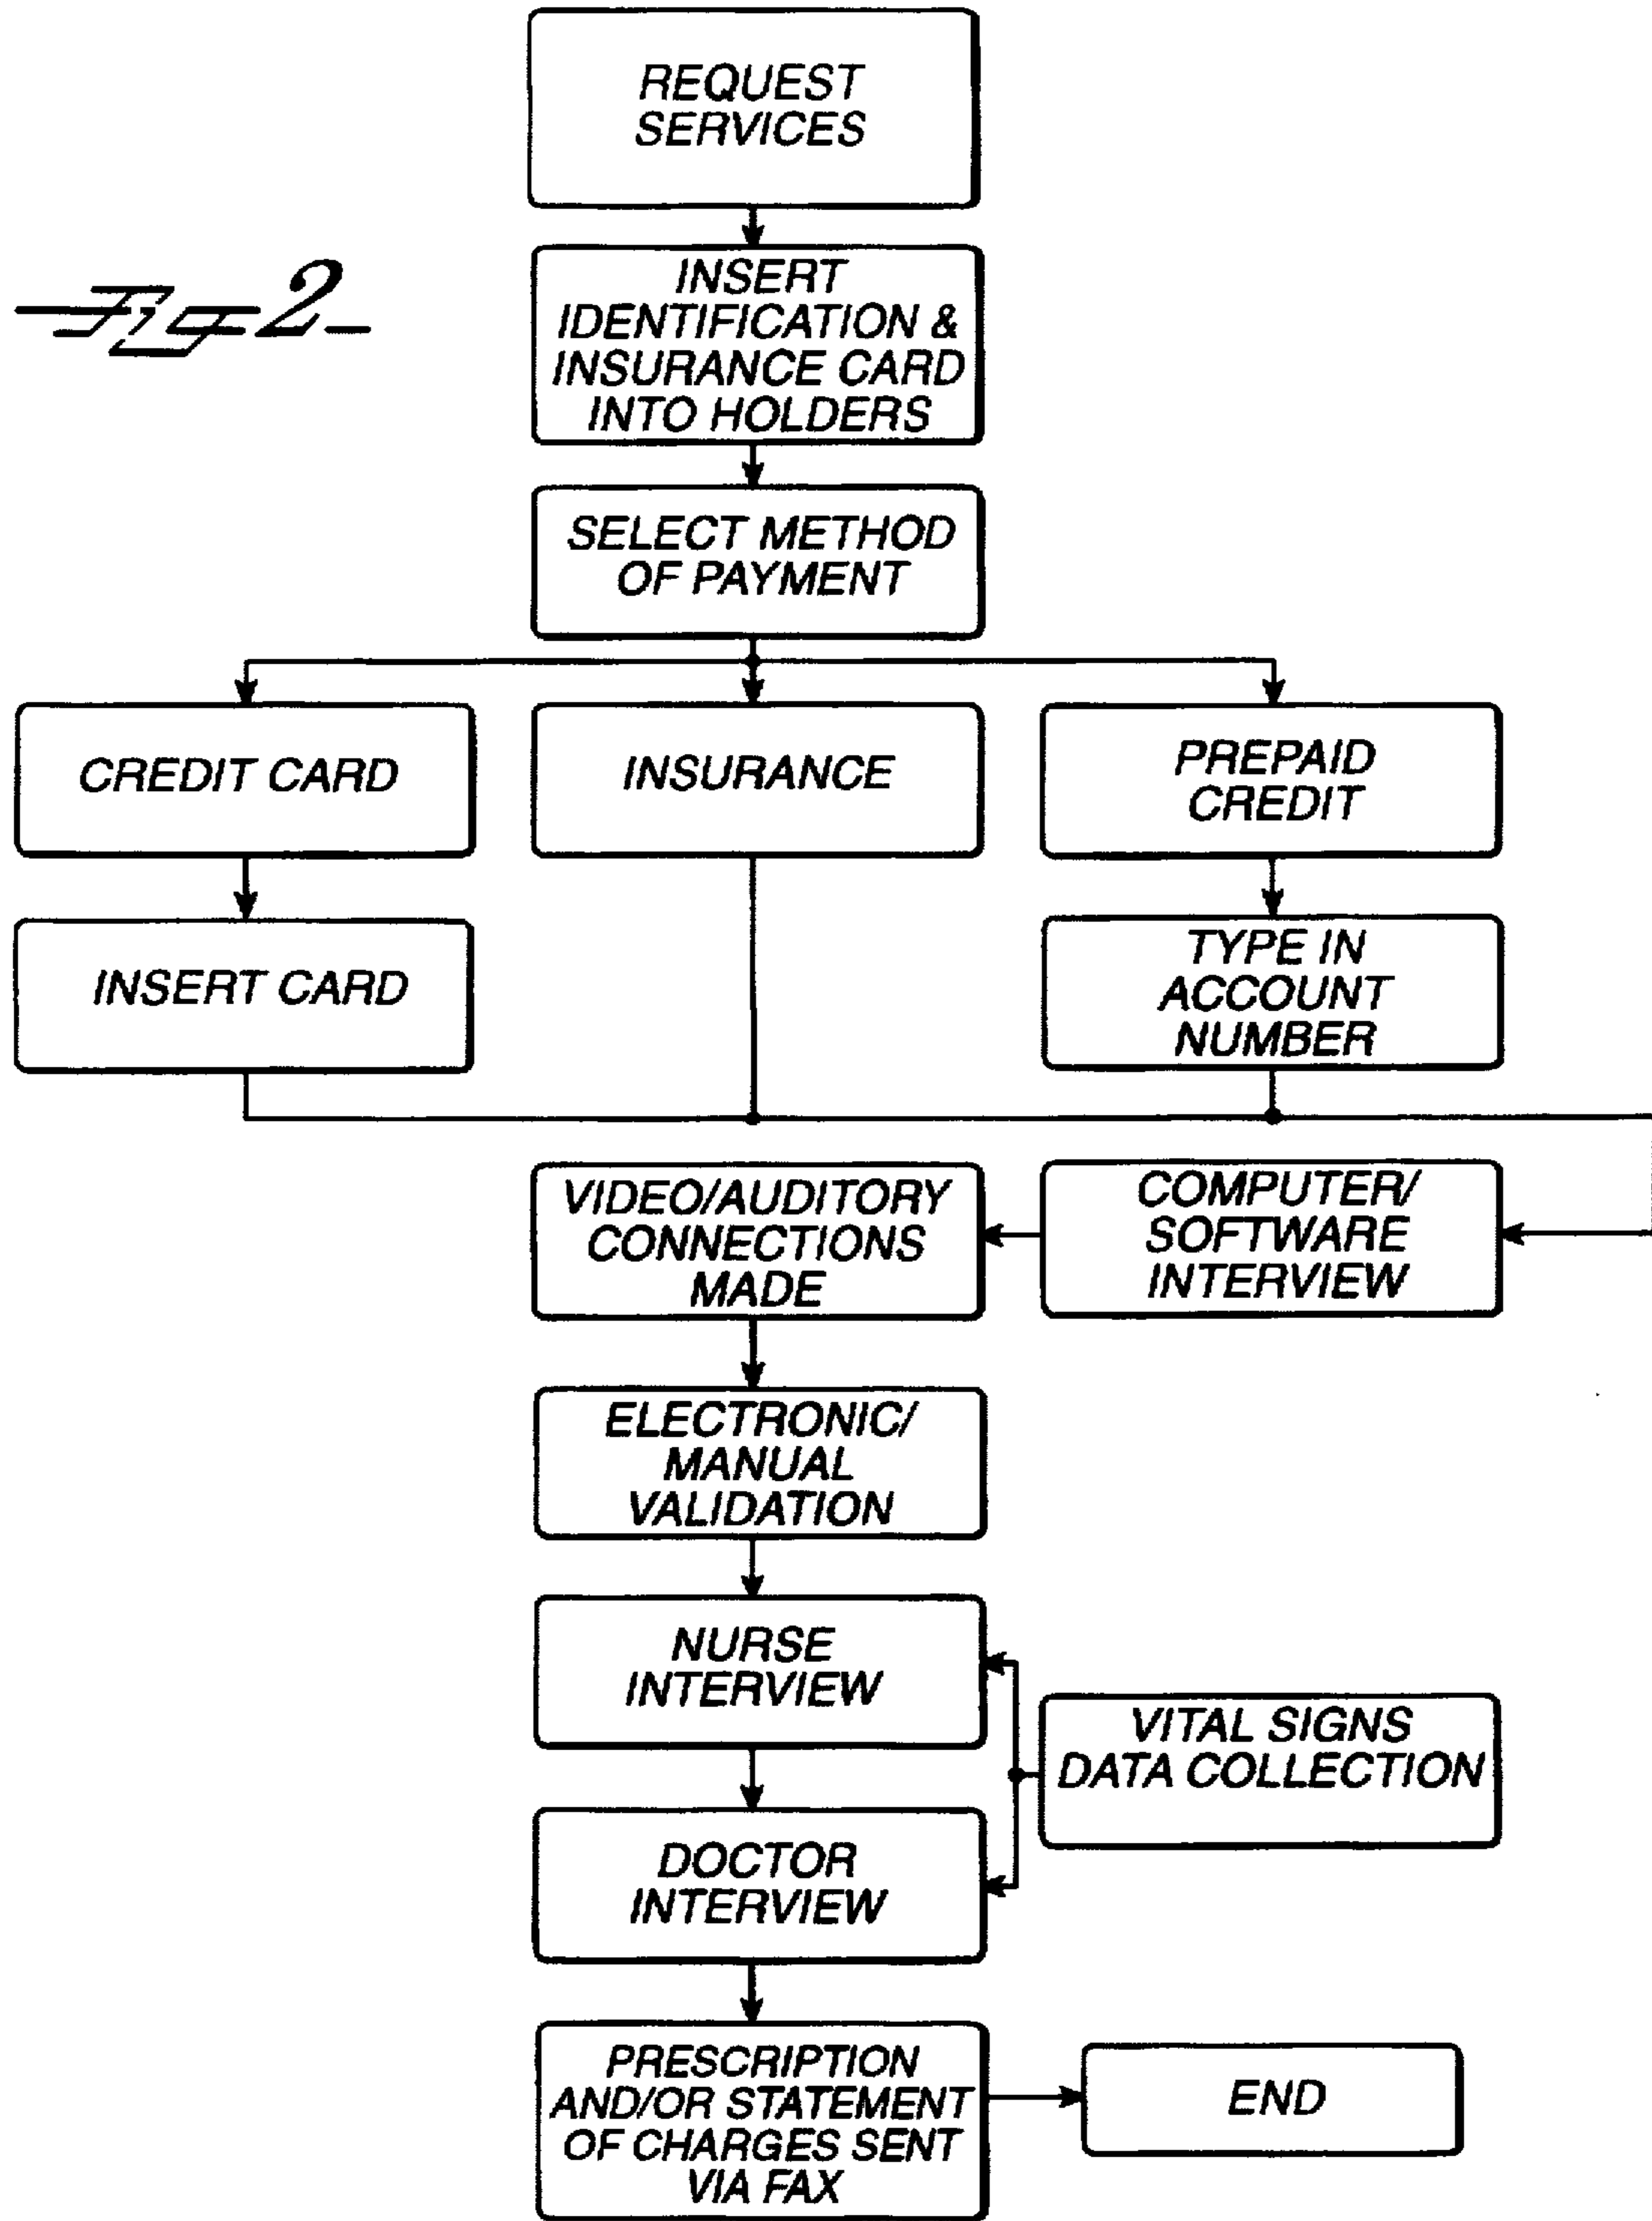 REQUEST
SERVICES
Fig 2
INSERT
IDENTIFICATION &
INSURANCE CARD
INTO HOLDERS
SELECT METHOD
OF PAYMENT
CREDIT CARD
INSURANCE
PREPAID
CREDIT
INSERT CARD
TYPE IN
ACCOUNT
NUMBER
VIDEO/AUDITORY
CONNECTIONS
MADE
COMPUTER/
SOFTWARE
INTERVIEW
ELECTRONIC/
MANUAL
VALIDATION
NURSE
INTERVIEW
VITAL SIGNS
DATA COLLECTION
DOCTOR
INTERVIEW
PRESCRIPTION
AND/OR STATEMENT
OF CHARGES SENT
VIA FAX
END